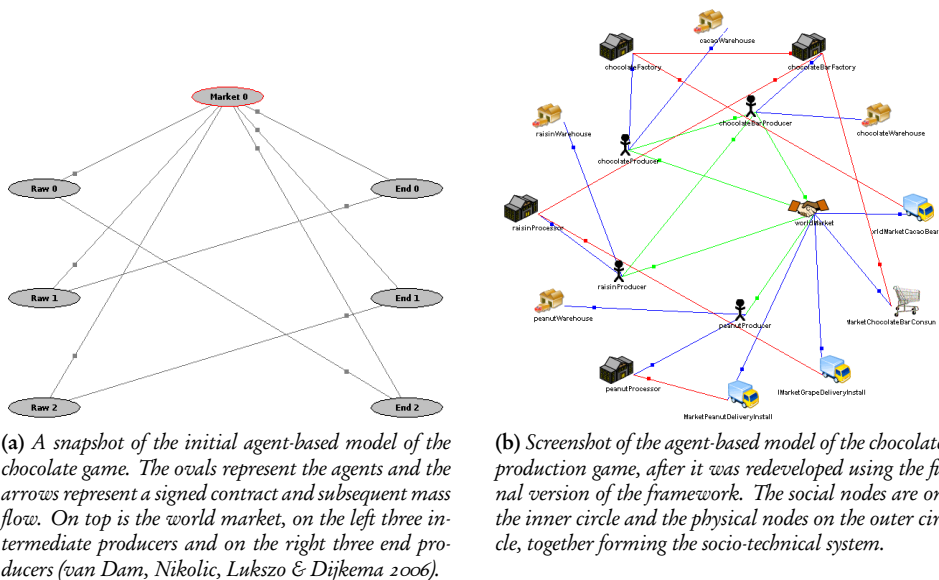 Market 0
Raw 0
End 0
Raw 1
End 1
Raw 2
End 2
cacaoWarehouse
chocolateFactory
chocolateBarFactory
raisinWarehouse
chocolateBarProducer
chocolateWarehouse
chocolateProducer
raisinProcessor
worldMarket
orldMarketCacaoBear
raisinProducer
peanutWarehouse
peanutProducer
MarketChocolateBarConsun
peanutProcessor
lMarketGrapeDeliveryInstall
MarketPeanutDeliveryInstall
(a) A snapshot of the initial agent-based model of the
chocolate game. The ovals represent the agents and the
arrows represent a signed contract and subsequent mass
flow. On top is the world market, on the left three in-
termediate producers and on the right three end pro-
ducers (van Dam, Nikolic, Lukszo & Dijkema 2006).
(b) Screenshot of the agent-based model of the chocolate
production game, after it was redeveloped using the fi-
nal version of the framework. The social nodes are on
the inner circle and the physical nodes on the outer cir-
cle, together forming the socio-technical system.